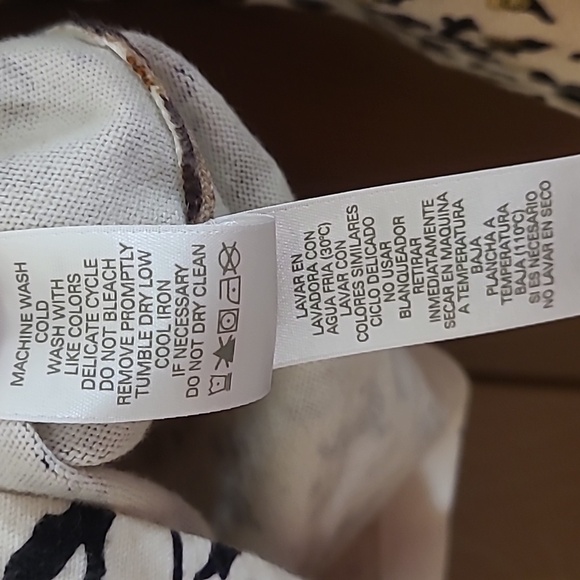 MACHINE WASH
COLD
WASH WITH
LIKE COLORS
DELICATE CYCLE
DO NOT BLEACH
REMOVE PROMPTLY
TUMBLE DRY LOW
COOL IRON
IF NECESSARY
DO NOT DRY CLEAN
LAVAR EN
LAVADORA CON
AGUA FRIA (30°C)
LAVAR CON
COLORES SIMILARES
CICLO DELICADO
NO USAR
BLANQUEADOR
RETIRAR
INMEDIATAMENTE
SECAR EN MAQUINA
A TEMPERATURA
BAJA
PLANCHA A
TEMPERATURA
BAJA (110°C)
SI ES NECESARIO
NO LAVAR EN SECO